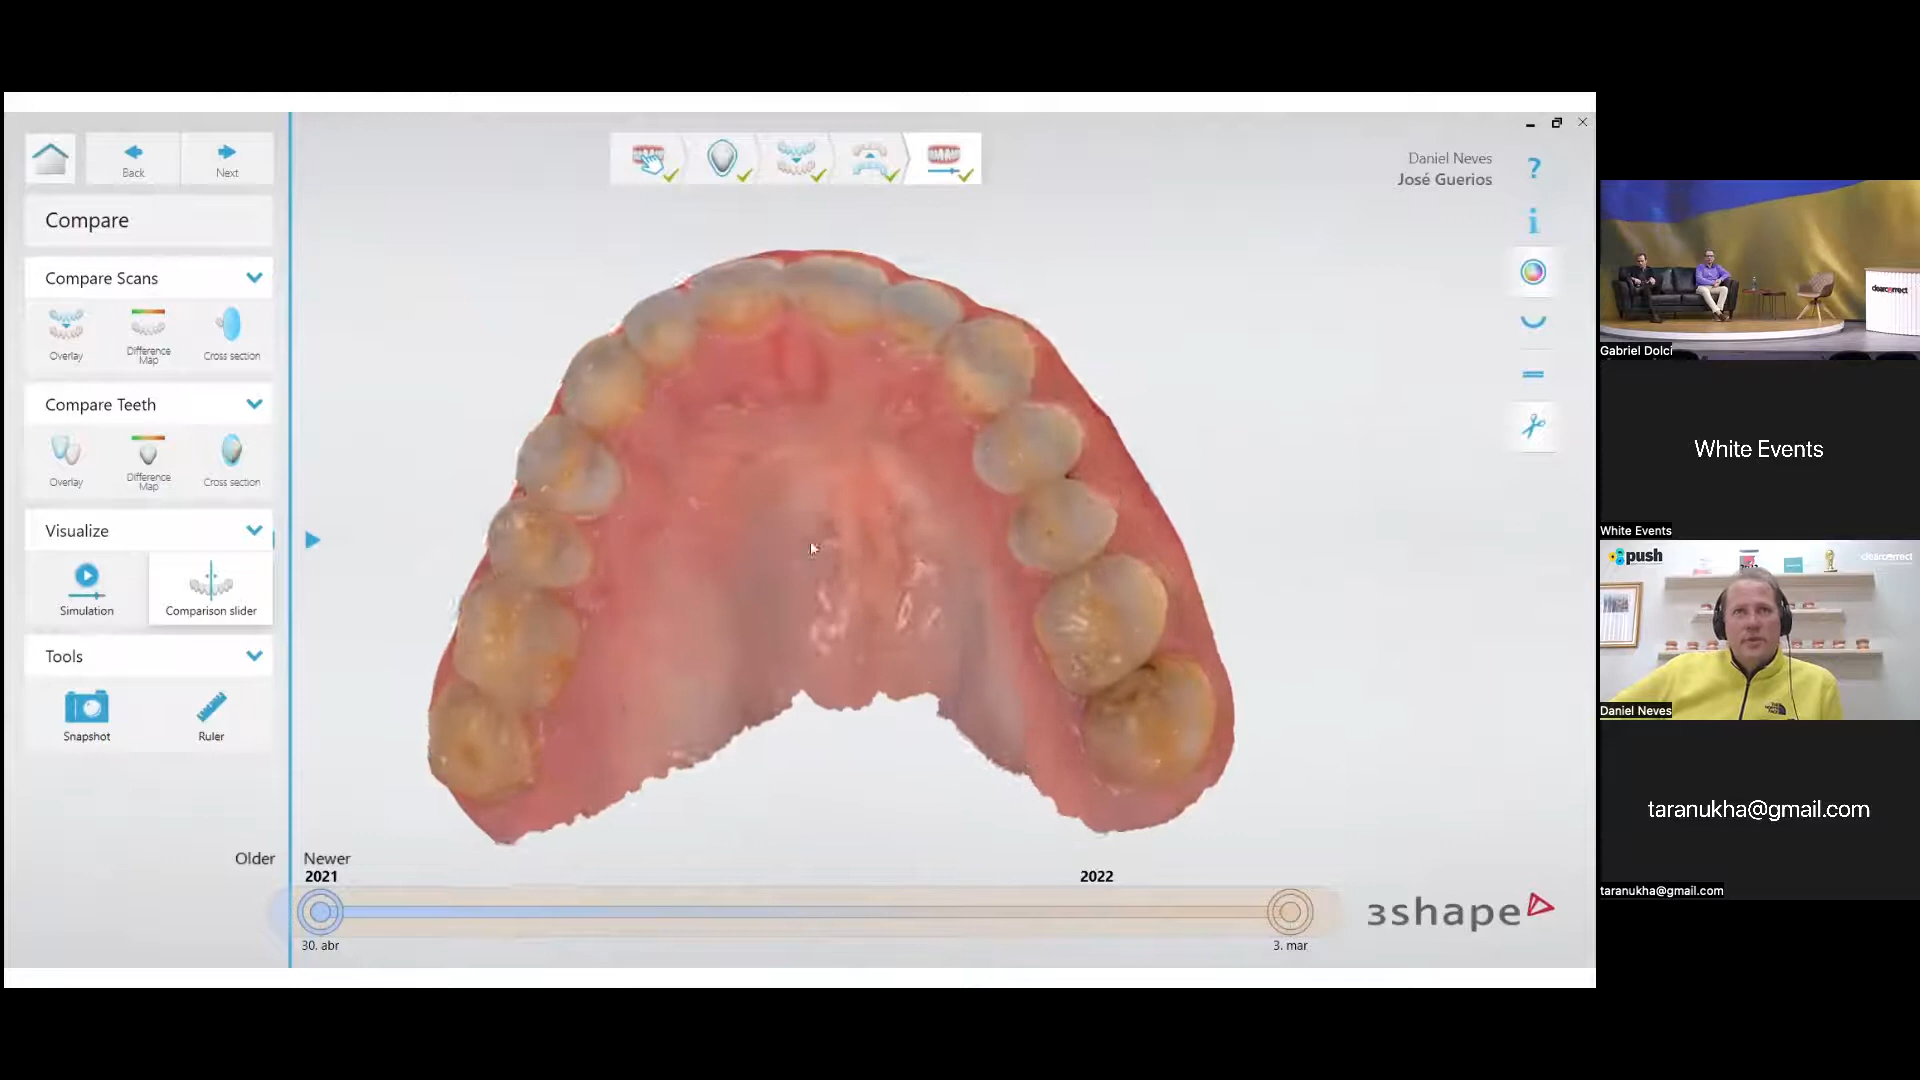 Back
Next
Compare
Compare Scans
Overlay
Difference
Map
Cross section
Compare Teeth
Overlay
Difference
Map
Cross section
Visualize
Simulation
Comparison slider
Tools
Snapshot
Ruler
Daniel Neves
José Guerios
?
i
Older
Newer
2021
2022
30. abr
3. mar
3shape
clearcorrect
Gabriel Dolci
White Events
White Events
push
clearcorrect
Daniel Neves
taranukha@gmail.com
taranukha@gmail.com